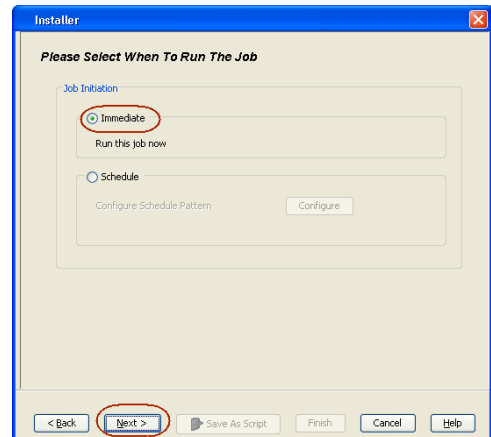 Installer
Please Select When To Run The Job
Job Initiation
Immediate
Run this job now
Schedule
Configure Schedule Pattern
Configure
< Back
Next >
Save As Script
Finish
Cancel
Help